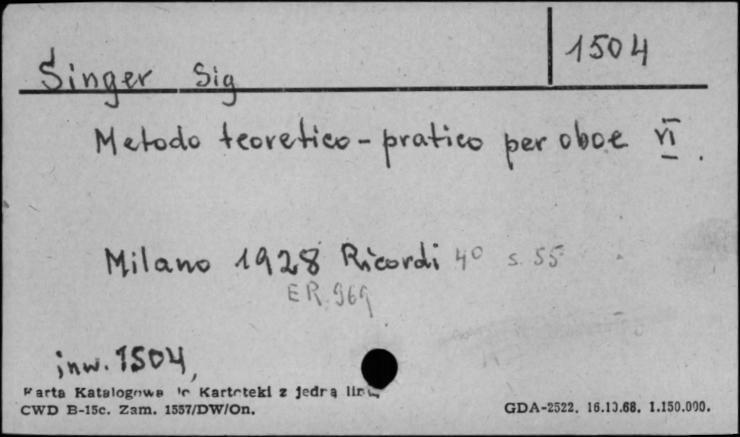 1504
Singer Sig
Metodo teoretico-pratico per oboe VI.
Milano 1928 Ricordi 4° s. 55
E.R. 969
inw. 1504,
Karta Katalogowa do Kartoteki z jedną linią
CWD B-15c. Zam. 1557/DW/On.
GDA-2522. 16.10.68. 1.150.000.